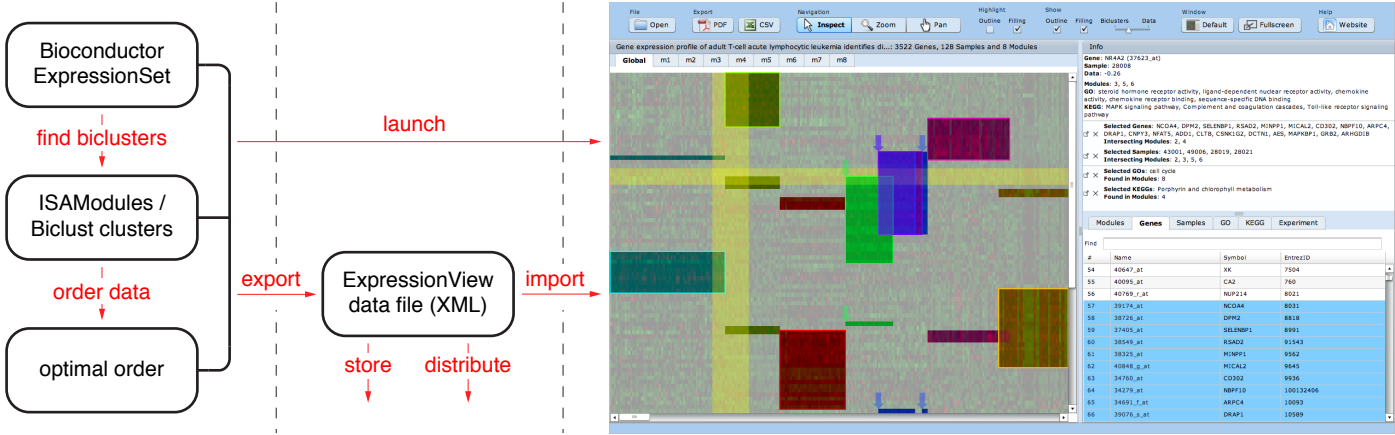 Bioconductor
ExpressionSet
find biclusters
ISAModules /
Biclust clusters
order data
optimal order
launch
export
ExpressionView
data file (XML)
import
store
distribute
File
Export
Navigation
Highlight
Show
Window
Help
Open
PDF
CSV
Inspect
Zoom
Pan
Outline
Filling
Outline
Filling
Biclusters
Data
Default
Fullscreen
Website
Gene expression profile of adult T-cell acute lymphocytic leukemia identifies di...: 3522 Genes, 128 Samples and 8 Modules
Global m1 m2 m3 m4 m5 m6 m7 m8
Info
Gene: NR4A2 (37623_at)
Sample: 28008
Data: -0.26
Modules: 3, 5, 6
GO: steroid hormone receptor activity, ligand-dependent nuclear receptor activity, chemokine
activity, chemokine receptor binding, sequence-specific DNA binding
KEGG: MAPK signaling pathway, Complement and coagulation cascades, Toll-like receptor signaling
pathway
Selected Genes: NCOA4, DPM2, SELENBP1, RSAD2, MINPP1, MICAL2, CD302, NBPF10, ARPC4,
DRAP1, CNPY3, NFAT5, ADD1, CLTB, CSNK1G2, DCTN1, AES, MAPKBP1, GRB2, ARHGDIB
Intersecting Modules: 2, 4
Selected Samples: 43001, 49006, 28019, 28021
Intersecting Modules: 2, 3, 5, 6
Selected GOs: cell cycle
Found in Modules: 8
Selected KEGGs: Porphyrin and chlorophyll metabolism
Found in Modules: 4
Modules Genes Samples GO KEGG Experiment
Find
# Name Symbol EntrezID
54 40647_at XK 7504
55 40095_at CA2 760
56 40769_r_at NUP214 8021
57 39174_at NCOA4 8031
58 38726_at DPM2 8818
59 37405_at SELENBP1 8991
60 38549_at RSAD2 91543
61 38325_at MINPP1 9562
62 40848_g_at MICAL2 9645
63 34760_at CD302 9936
64 34279_at NBPF10 100132406
65 34691_f_at ARPC4 10093
66 39076_s_at DRAP1 10589